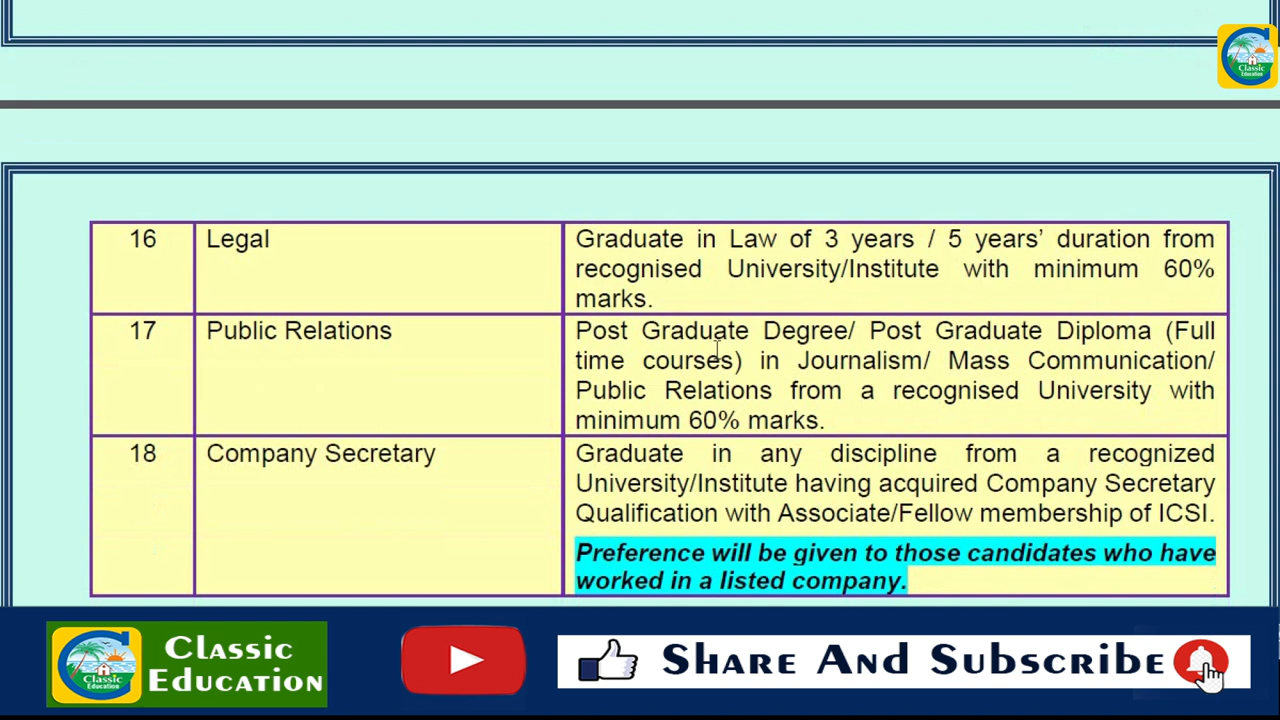 Classic
Education
16
Legal
Graduate in Law of 3 years / 5 years’ duration from
recognised University/Institute with minimum 60%
marks.
17
Public Relations
Post Graduate Degree/ Post Graduate Diploma (Full
time courses) in Journalism/ Mass Communication/
Public Relations from a recognised University with
minimum 60% marks.
18
Company Secretary
Graduate in any discipline from a recognized
University/Institute having acquired Company Secretary
Qualification with Associate/Fellow membership of ICSI.
Preference will be given to those candidates who have
worked in a listed company.
Classic
Education
Classic
Education
Share And Subscribe